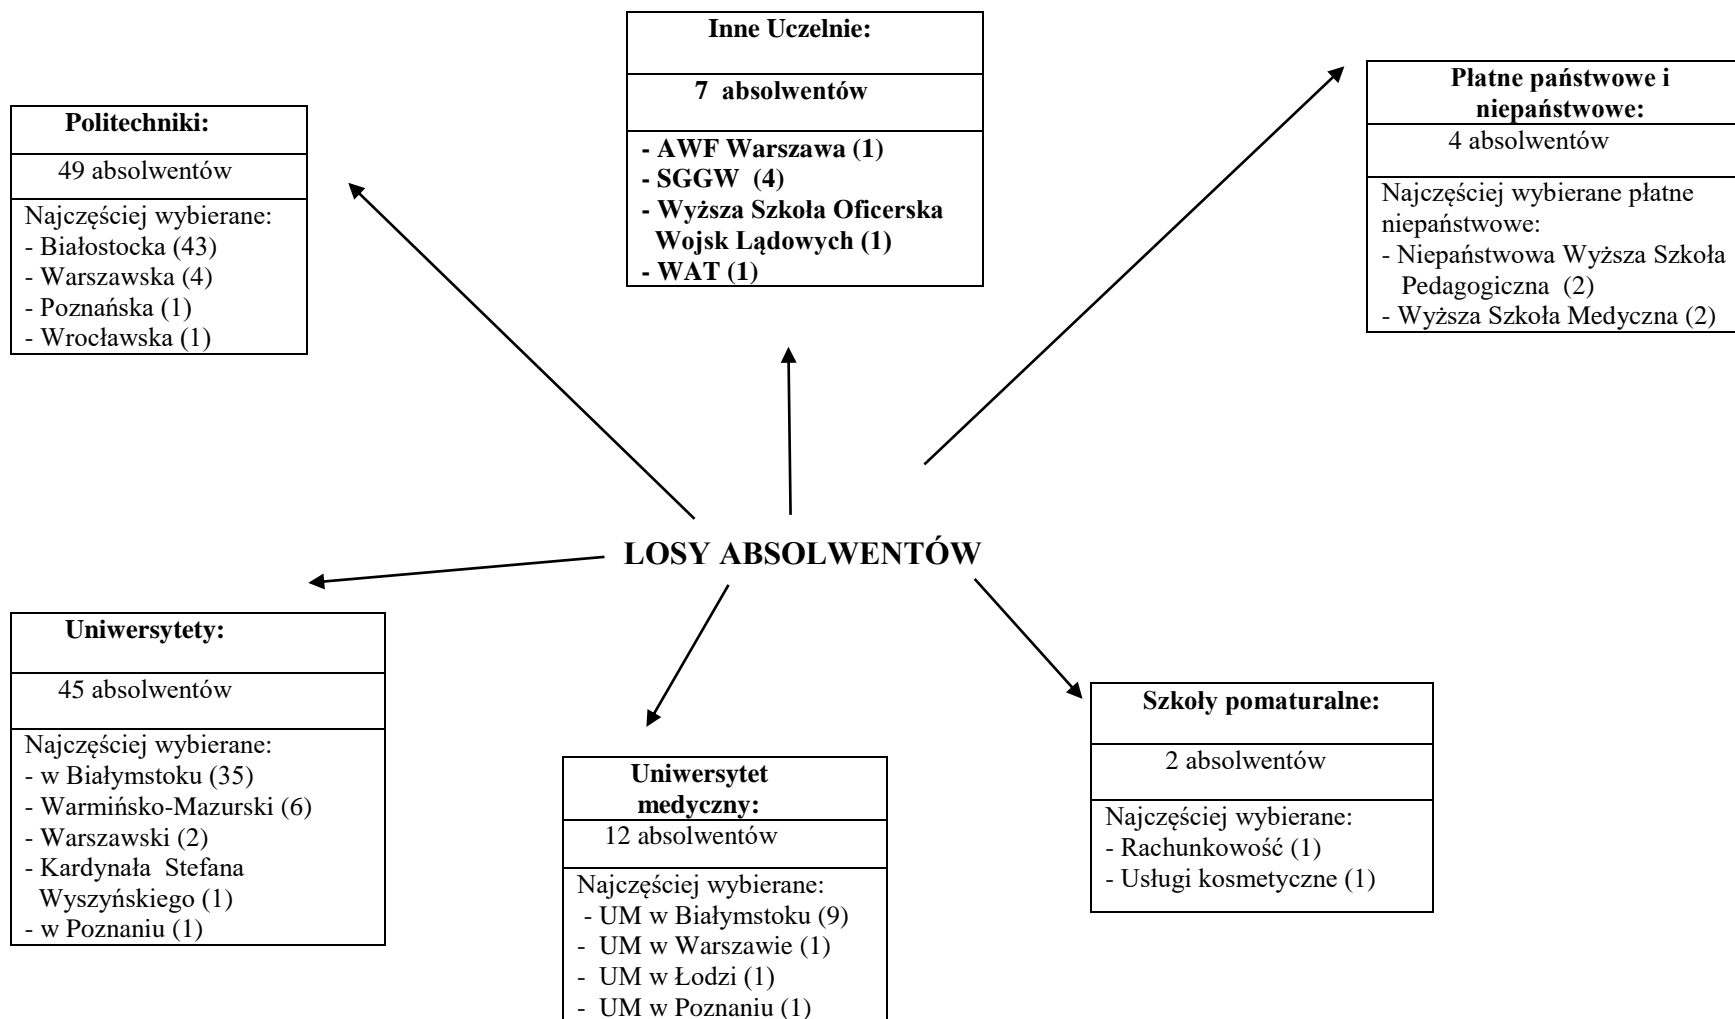 Inne Uczelnie:
7 absolwentów
- AWF Warszawa (1)
- SGGW (4)
- Wyższa Szkoła Oficerska
Wojsk Lądowych (1)
- WAT (1)
Płatne państwowe i
niepaństwowe:
4 absolwentów
Najczęściej wybierane płatne
niepaństwowe:
- Niepaństwowa Wyższa Szkoła
Pedagogiczna (2)
- Wyższa Szkoła Medyczna (2)
Politechniki:
49 absolwentów
Najczęściej wybierane:
- Białostocka (43)
- Warszawska (4)
- Poznańska (1)
- Wrocławska (1)
LOSY ABSOLWENTÓW
Uniwersytety:
45 absolwentów
Najczęściej wybierane:
- w Białymstoku (35)
- Warmińsko-Mazurski (6)
- Warszawski (2)
- Kardynała Stefana
Wyszyńskiego (1)
- w Poznaniu (1)
Uniwersytet
medyczny:
12 absolwentów
Najczęściej wybierane:
- UM w Białymstoku (9)
- UM w Warszawie (1)
- UM w Łodzi (1)
- UM w Poznaniu (1)
Szkoły pomaturalne:
2 absolwentów
Najczęściej wybierane:
- Rachunkowość (1)
- Usługi kosmetyczne (1)